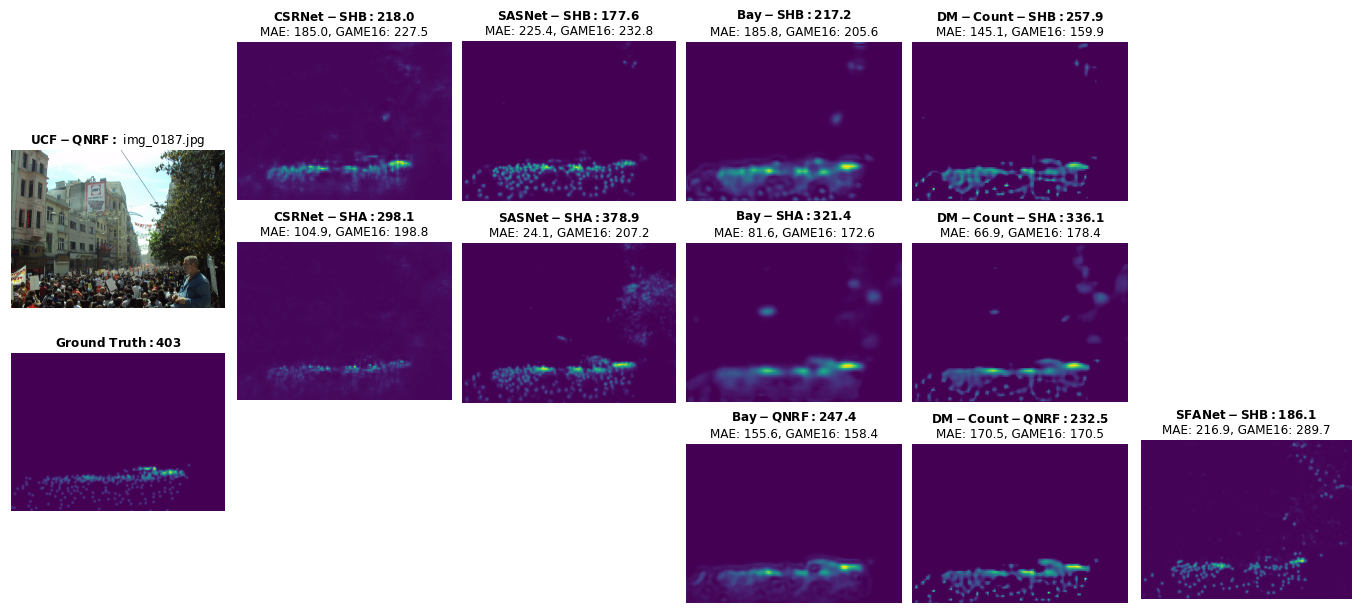 CSRNet−SHB: 218.0
MAE: 185.0, GAME16: 227.5
SASNet−SHB: 177.6
MAE: 225.4, GAME16: 232.8
Bay−SHB: 217.2
MAE: 185.8, GAME16: 205.6
DM−Count−SHB: 257.9
MAE: 145.1, GAME16: 159.9
UCF−QNRF: img_0187.jpg
CSRNet−SHA: 298.1
MAE: 104.9, GAME16: 198.8
SASNet−SHA: 378.9
MAE: 24.1, GAME16: 207.2
Bay−SHA: 321.4
MAE: 81.6, GAME16: 172.6
DM−Count−SHA: 336.1
MAE: 66.9, GAME16: 178.4
Ground Truth: 403
Bay−QNRF: 247.4
MAE: 155.6, GAME16: 158.4
DM−Count−QNRF: 232.5
MAE: 170.5, GAME16: 170.5
SFANet−SHB: 186.1
MAE: 216.9, GAME16: 289.7